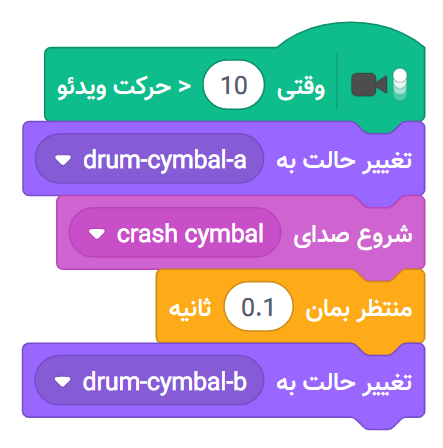 وقتی 10 < حرکت ویدئو
تغییر حالت به drum-cymbal-a
شروع صدای crash cymbal
منتظر بمان 0.1 ثانیه
تغییر حالت به drum-cymbal-b